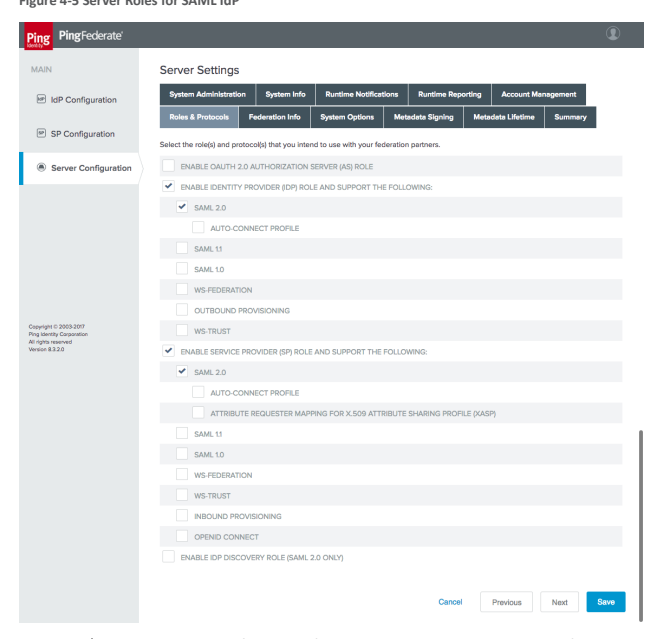 Figure 4-5 Server Roles for SAML IdP
Ping Identity PingFederate®
MAIN
IdP IdP Configuration
SP SP Configuration
Server Configuration
Copyright © 2003-2017
Ping Identity Corporation
All rights reserved
Version 8.3.2.0
Server Settings
System Administration System Info Runtime Notifications Runtime Reporting Account Management
Roles & Protocols Federation Info System Options Metadata Signing Metadata Lifetime Summary
Select the role(s) and protocol(s) that you intend to use with your federation partners.
ENABLE OAUTH 2.0 AUTHORIZATION SERVER (AS) ROLE
ENABLE IDENTITY PROVIDER (IDP) ROLE AND SUPPORT THE FOLLOWING:
SAML 2.0
AUTO-CONNECT PROFILE
SAML 1.1
SAML 1.0
WS-FEDERATION
OUTBOUND PROVISIONING
WS-TRUST
ENABLE SERVICE PROVIDER (SP) ROLE AND SUPPORT THE FOLLOWING:
SAML 2.0
AUTO-CONNECT PROFILE
ATTRIBUTE REQUESTER MAPPING FOR X.509 ATTRIBUTE SHARING PROFILE (XASP)
SAML 1.1
SAML 1.0
WS-FEDERATION
WS-TRUST
INBOUND PROVISIONING
OPENID CONNECT
ENABLE IDP DISCOVERY ROLE (SAML 2.0 ONLY)
Cancel Previous Next Save